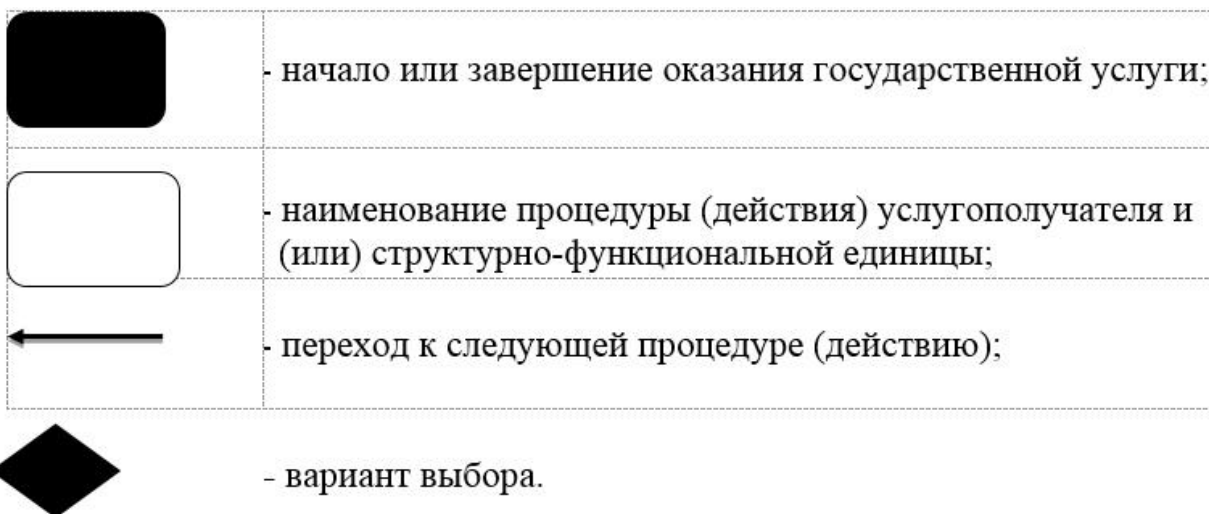 - начало или завершение оказания государственной услуги;
- наименование процедуры (действия) услугополучателя и
(или) структурно-функциональной единицы;
- переход к следующей процедуре (действию);
- вариант выбора.